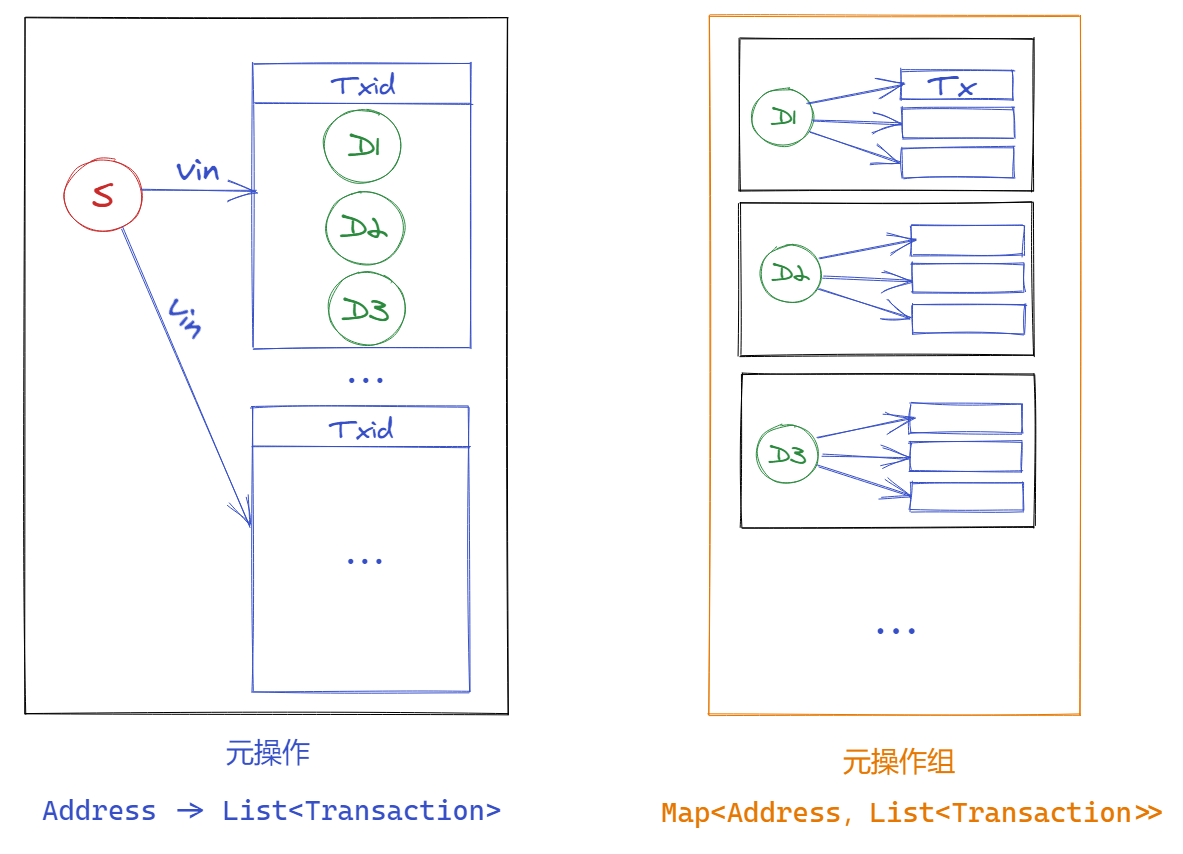 Txid
D1
S
vin
D2
vin
D3
...
Txid
...
元操作
Address -> List<Transaction>
D1
Tx
D2
D3
...
元操作组
Map<Address, List<Transaction>>